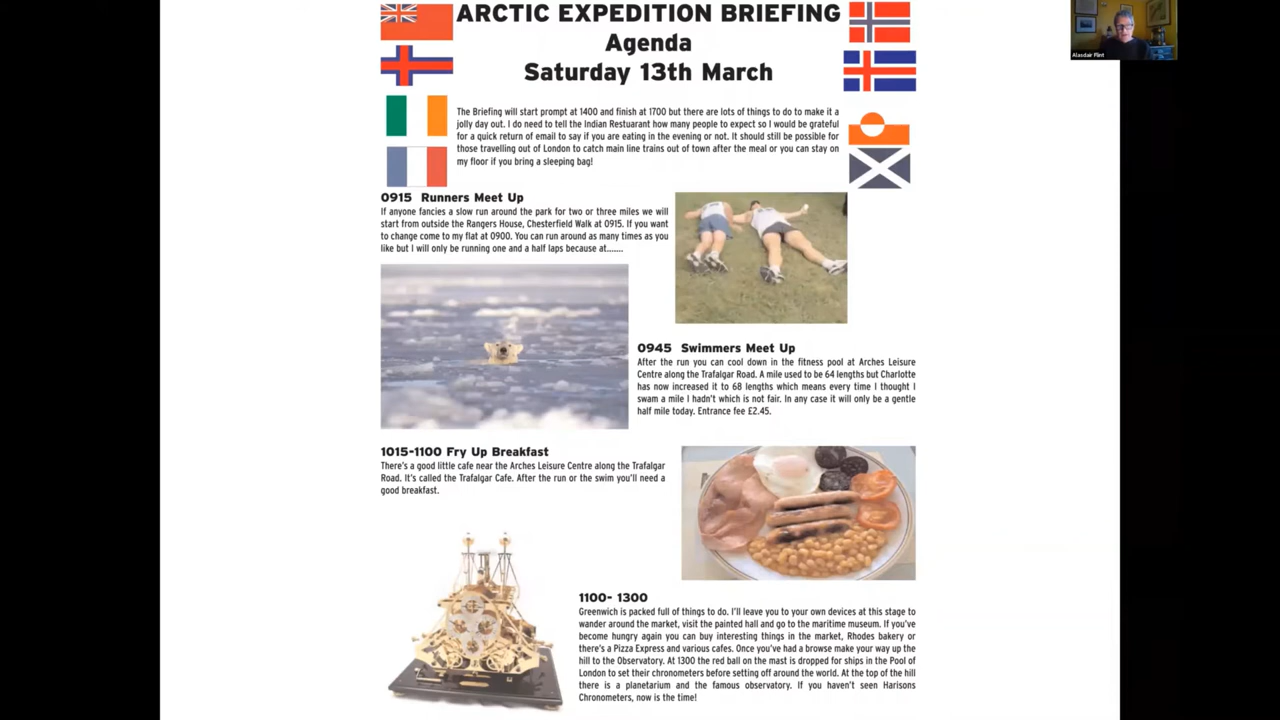 ARCTIC EXPEDITION BRIEFING
Agenda
Saturday 13th March
Alasdair Flint
The Briefing will start prompt at 1400 and finish at 1700 but there are lots of things to do to make it a
jolly day out. I do need to tell the Indian Restuarant how many people to expect so I would be grateful
for a quick return of email to say if you are eating in the evening or not. It should still be possible for
those travelling out of London to catch main line trains out of town after the meal or you can stay on
my floor if you bring a sleeping bag!
0915 Runners Meet Up
If anyone fancies a slow run around the park for two or three miles we will
start from outside the Rangers House, Chesterfield Walk at 0915. If you want
to change come to my flat at 0900. You can run around as many times as you
like but I will only be running one and a half laps because at.......
0945 Swimmers Meet Up
After the run you can cool down in the fitness pool at Arches Leisure
Centre along the Trafalgar Road. A mile used to be 64 lengths but Charlotte
has now increased it to 68 lengths which means every time I thought I
swam a mile I hadn't which is not fair. In any case it will only be a gentle
half mile today. Entrance fee £2.45.
1015-1100 Fry Up Breakfast
There's a good little cafe near the Arches Leisure Centre along the Trafalgar
Road. It's called the Trafalgar Cafe. After the run or the swim you'll need a
good breakfast.
1100- 1300
Greenwich is packed full of things to do. I'll leave you to your own devices at this stage to
wander around the market, visit the painted hall and go to the maritime museum. If you've
become hungry again you can buy interesting things in the market, Rhodes bakery or
there's a Pizza Express and various cafes. Once you've had a browse make your way up the
hill to the Observatory. At 1300 the red ball on the mast is dropped for ships in the Pool of
London to set their chronometers before setting off around the world. At the top of the hill
there is a planetarium and the famous observatory. If you haven't seen Harisons
Chronometers, now is the time!